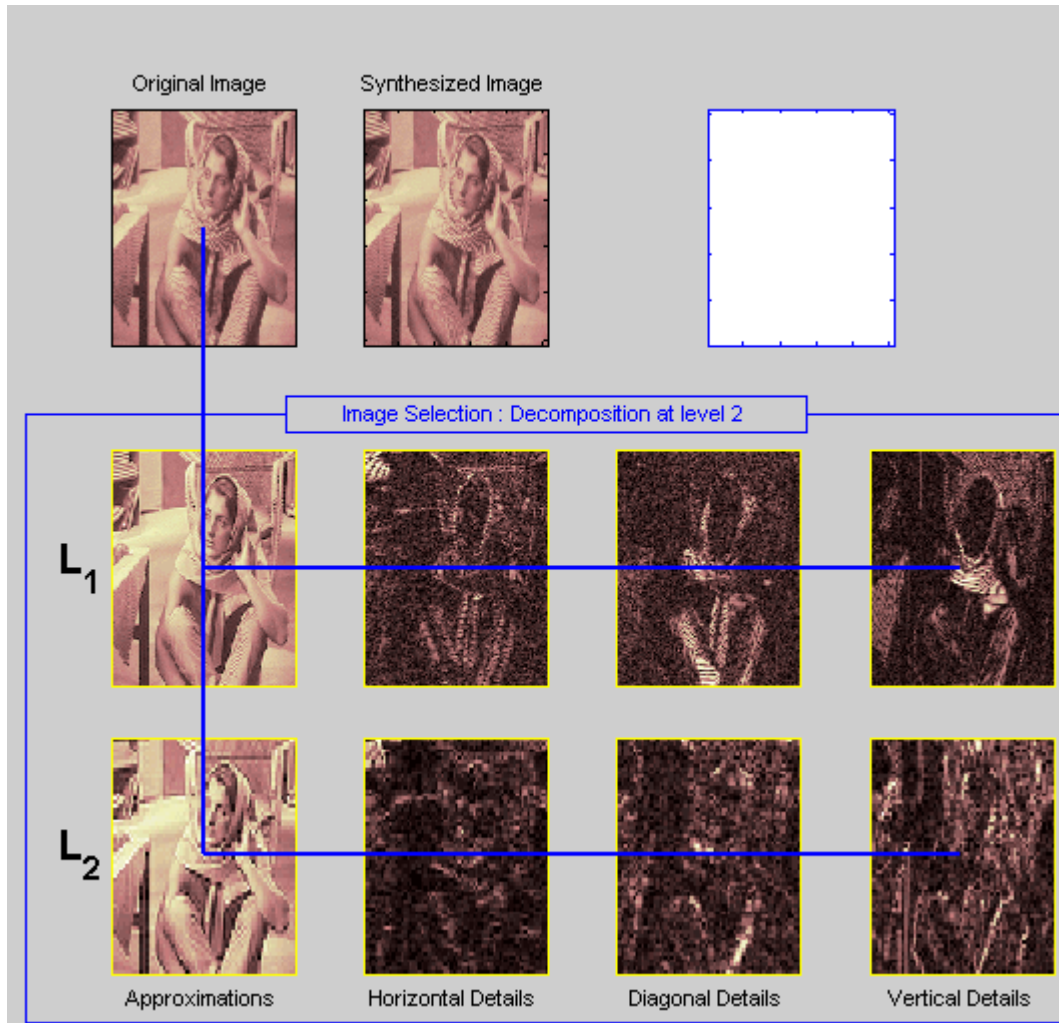 Original Image
Synthesized Image
Image Selection : Decomposition at level 2
L1
L2
Approximations
Horizontal Details
Diagonal Details
Vertical Details